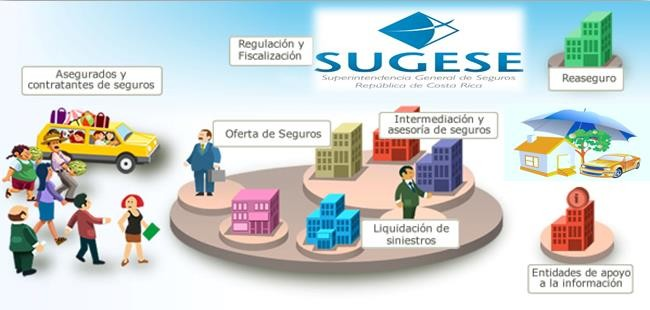 Regulación y
Fiscalización
SUGESE
Superintendencia General de Seguros
República de Costa Rica
Reaseguro
Asegurados y
contratantes de seguros
Oferta de Seguros
Intermediación y
asesoría de seguros
Liquidación de
siniestros
i
Entidades de apoyo
a la información